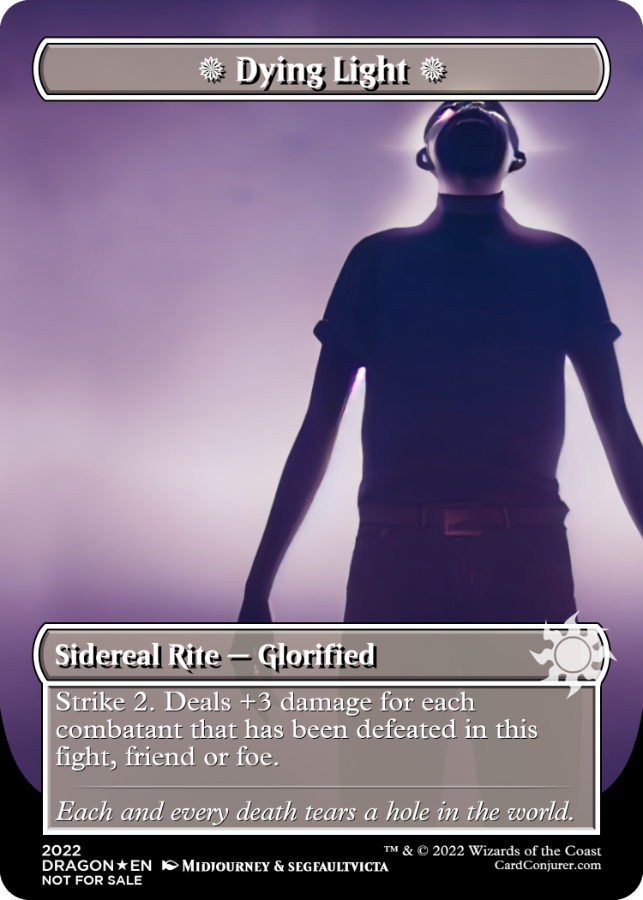 Dying Light
Sidereal Rite — Glorified
Strike 2. Deals +3 damage for each
combatant that has been defeated in this
fight, friend or foe.
Each and every death tears a hole in the world.
2022
DRAGON★EN MIDJOURNEY & SEGFAULTVICTA
NOT FOR SALE
™ & © 2022 Wizards of the Coast
CardConjurer.com